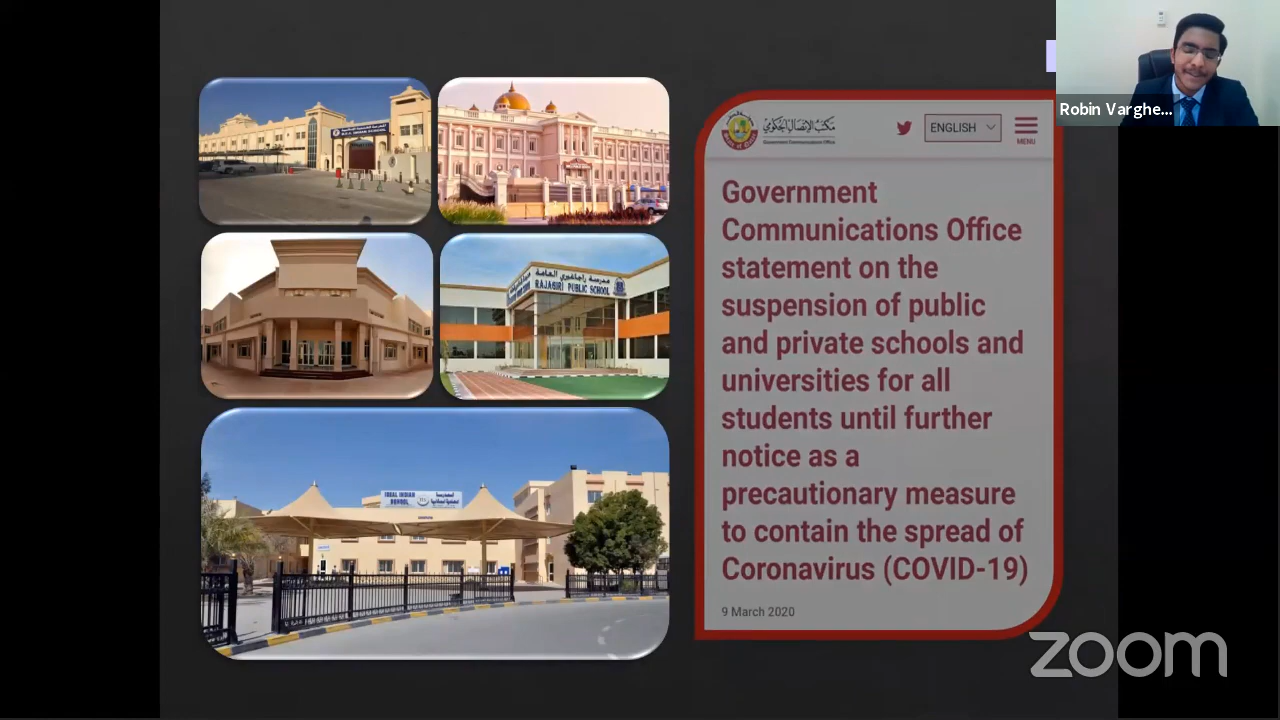 Robin Varghe...
مكتب الاتصال الحكومي
Government Communications Office
ENGLISH
MENU
Government
Communications Office
statement on the
suspension of public
and private schools and
universities for all
students until further
notice as a
precautionary measure
to contain the spread of
Coronavirus (COVID-19)
9 March 2020
مدرسة راجاغيري العامة
RAJAGIRI PUBLIC SCHOOL
IDEAL INDIAN
SCHOOL
zoom